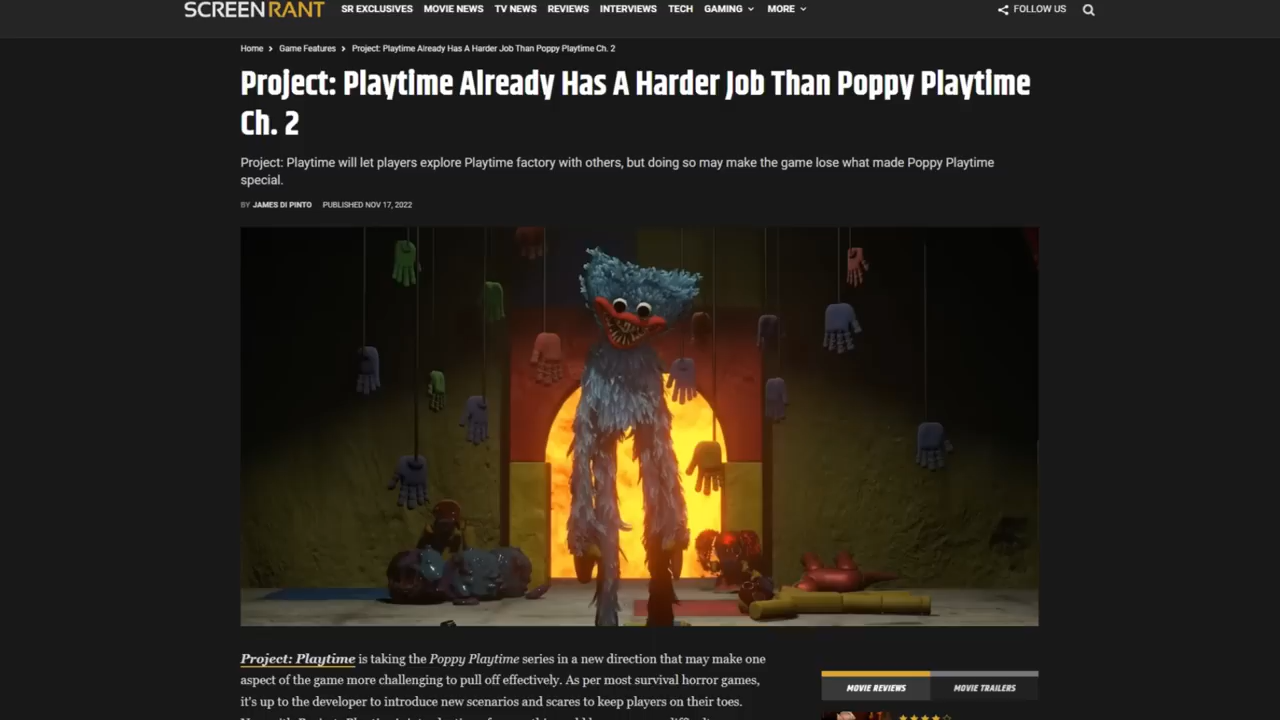 SCREENRANT SR EXCLUSIVES MOVIE NEWS TV NEWS REVIEWS INTERVIEWS TECH GAMING MORE FOLLOW US
Home > Game Features > Project: Playtime Already Has A Harder Job Than Poppy Playtime Ch. 2
Project: Playtime Already Has A Harder Job Than Poppy Playtime
Ch. 2
Project: Playtime will let players explore Playtime factory with others, but doing so may make the game lose what made Poppy Playtime
special.
BY JAMES DI PINTO PUBLISHED NOV 17, 2022
Project: Playtime is taking the Poppy Playtime series in a new direction that may make one
aspect of the game more challenging to pull off effectively. As per most survival horror games,
it's up to the developer to introduce new scenarios and scares to keep players on their toes.
MOVIE REVIEWS MOVIE TRAILERS